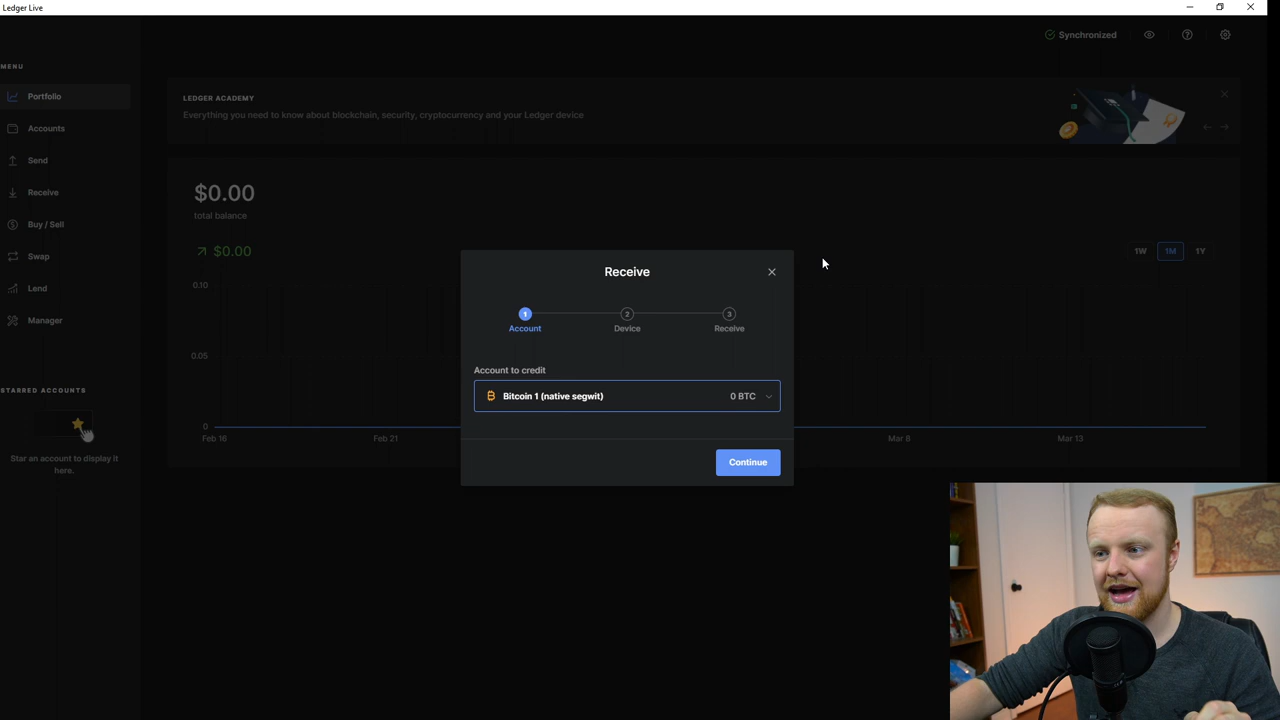 Ledger Live
Synchronized
MENU
Portfolio
Accounts
Send
Receive
Buy / Sell
Swap
Lend
Manager
STARRED ACCOUNTS
Star an account to display it
here.
LEDGER ACADEMY
Everything you need to know about blockchain, security, cryptocurrency and your Ledger device
$0.00
total balance
$0.00
1W
1M
1Y
0.10
0.05
0
Feb 16
Feb 21
Mar 8
Mar 13
Receive
1
2
3
Account
Device
Receive
Account to credit
Bitcoin 1 (native segwit)
0 BTC
Continue